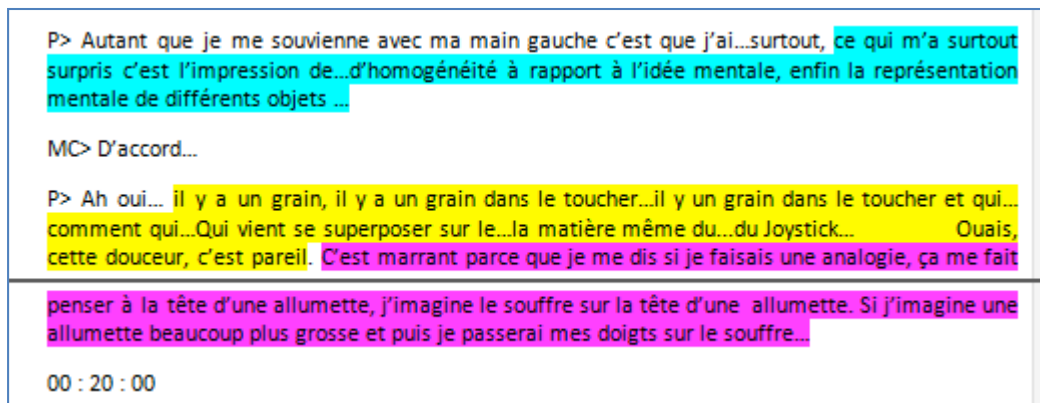 P> Autant que je me souvienne avec ma main gauche c’est que j’ai...surtout, ce qui m’a surtout
surpris c’est l’impression de...d’homogénéité à rapport à l’idée mentale, enfin la représentation
mentale de différents objets ...
MC> D’accord...
P> Ah oui... il y a un grain, il y a un grain dans le toucher...il y un grain dans le toucher et qui...
comment qui...Qui vient se superposer sur le...la matière même du...du Joystick... Ouais,
cette douceur, c’est pareil. C’est marrant parce que je me dis si je faisais une analogie, ça me fait
penser à la tête d’une allumette, j’imagine le souffre sur la tête d’une allumette. Si j’imagine une
allumette beaucoup plus grosse et puis je passerai mes doigts sur le souffre...
00 : 20 : 00